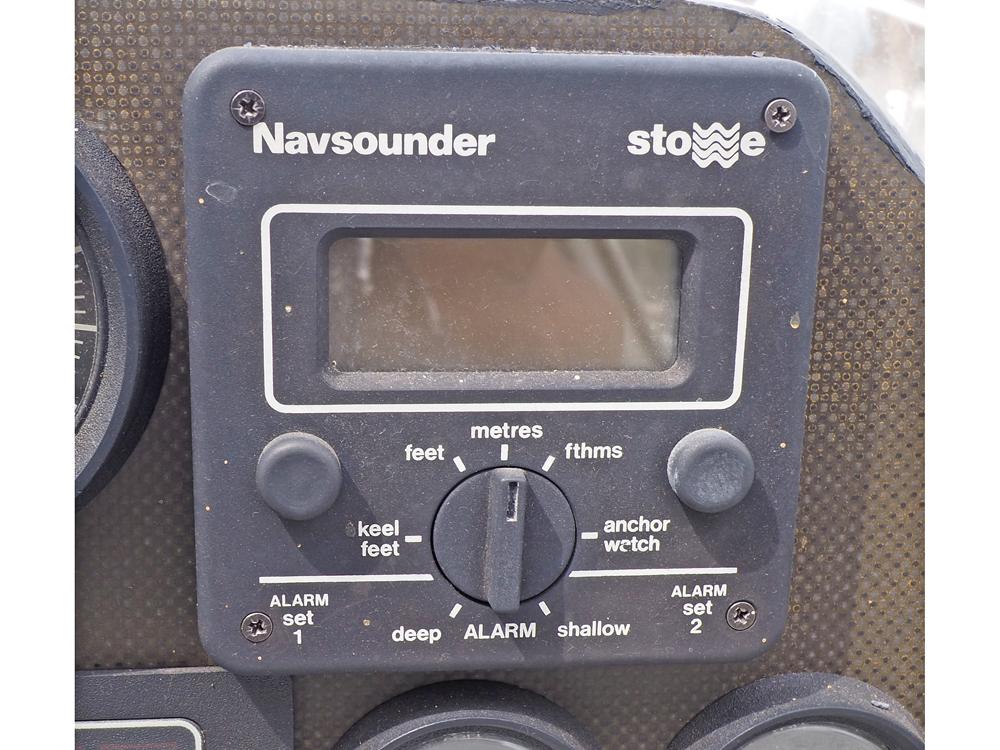 Navsounder
stowe
metres
feet
fthms
keel
feet
anchor
watch
ALARM
set
1
ALARM
set
2
deep
ALARM
shallow